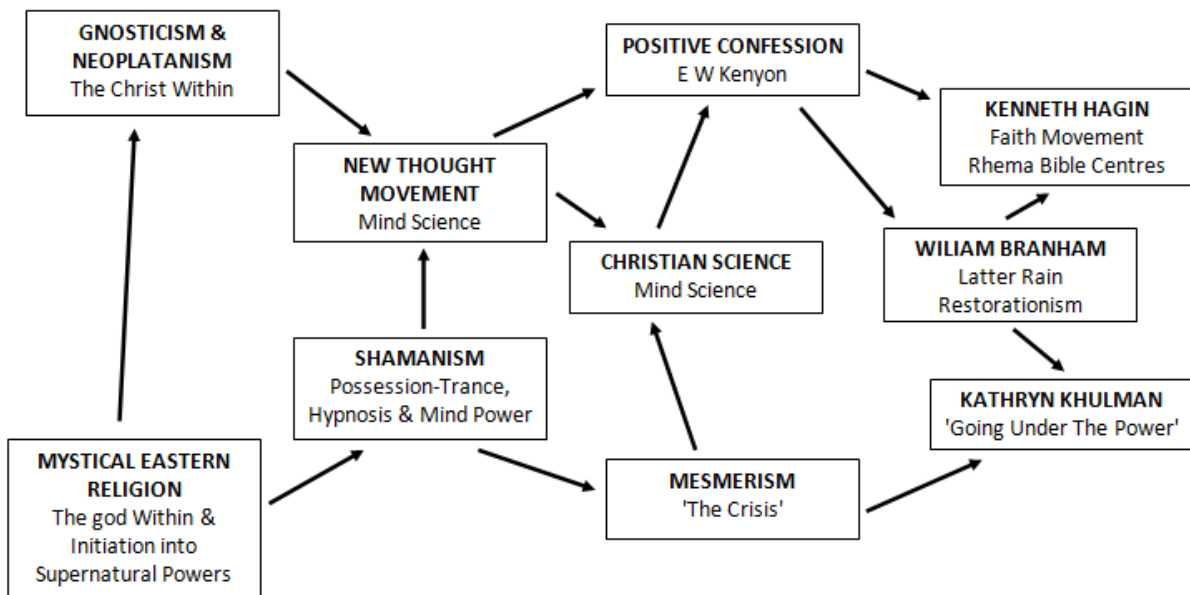 GNOSTICISM &
NEOPLATANISM
The Christ Within
POSITIVE CONFESSION
E W Kenyon
KENNETH HAGIN
Faith Movement
Rhema Bible Centres
NEW THOUGHT
MOVEMENT
Mind Science
CHRISTIAN SCIENCE
Mind Science
WILIAM BRANHAM
Latter Rain
Restorationism
SHAMANISM
Possession-Trance,
Hypnosis & Mind Power
KATHRYN KHULMAN
'Going Under The Power'
MYSTICAL EASTERN
RELIGION
The god Within &
Initiation into
Supernatural Powers
MESMERISM
'The Crisis'